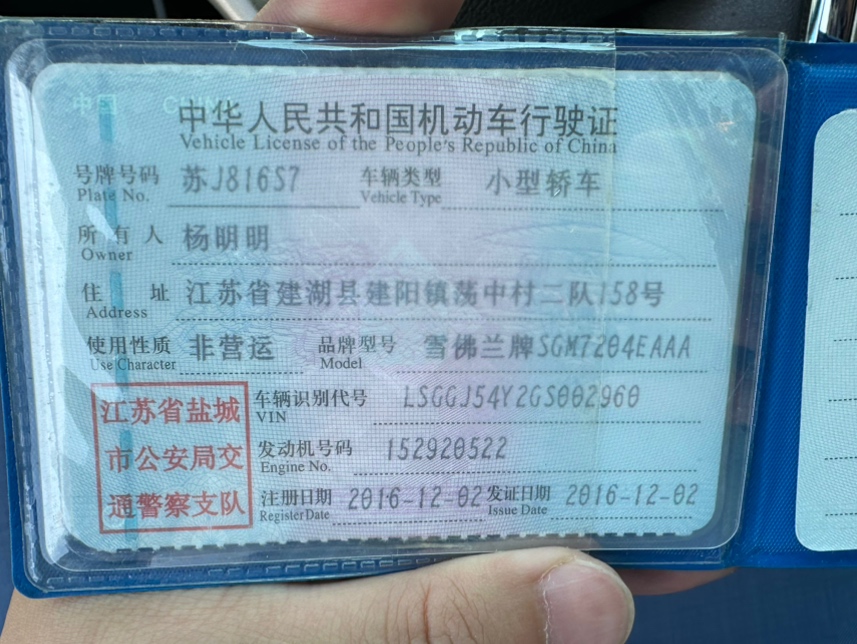 中国 CHINA
中华人民共和国机动车行驶证
Vehicle License of the People's Republic of China
号牌号码 苏J816S7 车辆类型 小型轿车
Plate No. Vehicle Type
所有人 杨明明
Owner
住址 江苏省建湖县建阳镇荡中村二队158号
Address
使用性质 非营运 品牌型号 雪佛兰牌SGM7204EAAA
Use Character Model
江苏省盐城 车辆识别代号 LSGGJ54Y2GS002960
VIN
市公安局交 发动机号码 152920522
Engine No.
通警察支队 注册日期 2016-12-02 发证日期 2016-12-02
Register Date Issue Date